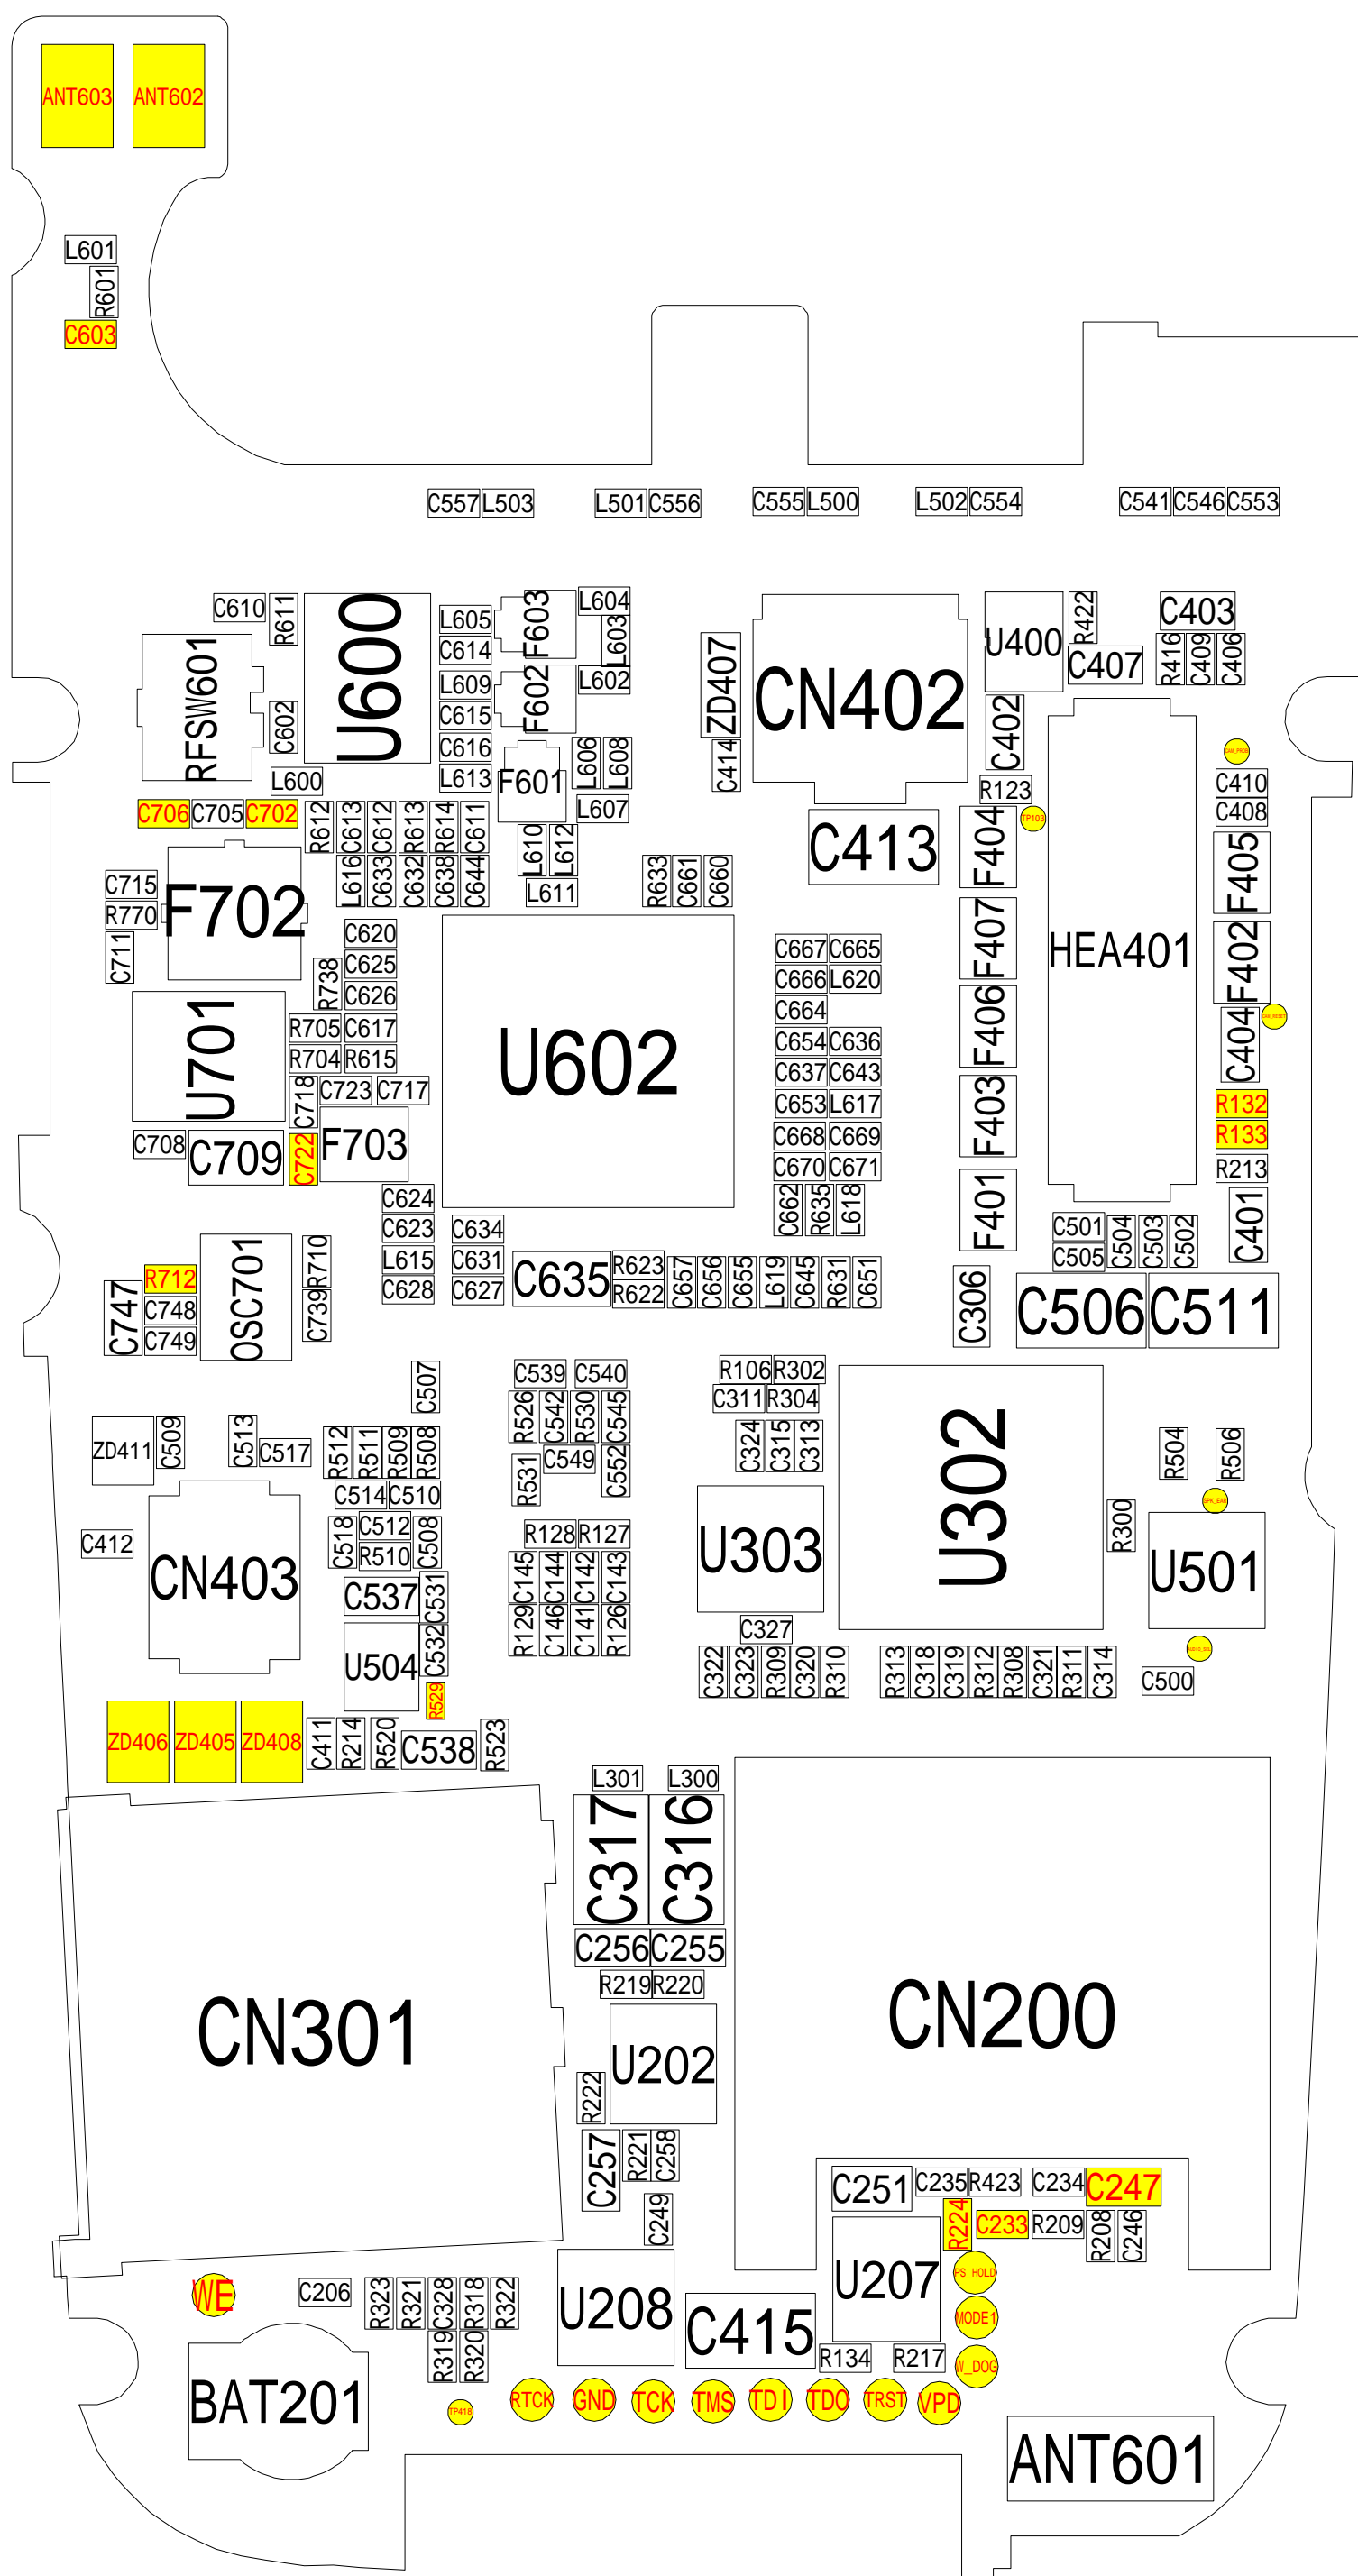 ANT603 ANT602
L601
R601
C603
C557 L503 L501 C556 C555 L500 L502 C554 C541 C546 C553
C610 R611 U600 L605 F603 L604 L603 U400 R422 C403
C614 ZD407 CN402 C407 R416 C409 C406
RFSW601 L609 F602 L602
C602 C615 C402
C616 F601 L606 L608 C414
L600 L613 R123 C410
C706 C705 C702 R612 C613 C612 R613 R614 C611 L607 C413 F404 TP103 C408
L610 L612 F405
C715 F702 L616 C633 C632 C638 C644 L611 R633 C661 C660
R770 F407 HEA401 F402
C711 C620 U602 C667 C665
R738 C625 C666 L620
U701 C626 C664 F406 C404
R705 C617 C654 C636
R704 R615 C637 C643
C718 C723 C717 C653 L617 F403 R132
C708 C709 C722 F703 C668 C669 R133
C670 C671 R213
C624 C662 R635 L618 F401 C401
C623 C634 C501 C504 C503 C502
OSC701 R710 L615 C631 C635 R623 C657 C656 C655 L619 C645 R631 C651 C505
R712 C628 C627 R622 C306 C506 C511
C747 C748 C739
C749
C507 C539 C540 R106 R302 U302
R526 C542 R530 C545 C311 R304
ZD411 C509 C513 C517 R512 R511 R509 R508 R531 C549 C552 C324 C315 C313 R504 R506
C514 C510 U303
C412 CN403 C518 C512 C508 R128 R127 R300 U501
R510 C145 C144 C142 C143
C537 C531 R129 C146 C141 R126 C327
U504 C532 C322 C323 R309 C320 R310 R313 C318 C319 R312 R308 C321 R311 C314 C500
R529
ZD406 ZD405 ZD408 C411 R214 R520 C538 R523
L301 L300
C317 C316
C256 C255
R219 R220 CN200
CN301 U202
R222
C257 R221 C258 C251 C235 R423 C234 C247
C249 R224 C233 R209 R208 C246
WE C206 R323 R321 C328 R318 R322 U208 U207 PS_HOLD
R319 R320 C415 MODE1
R134 R217 W_DOG
BAT201 TP418 RTCK GND TCK TMS TDI TDO TRST VPD
ANT601